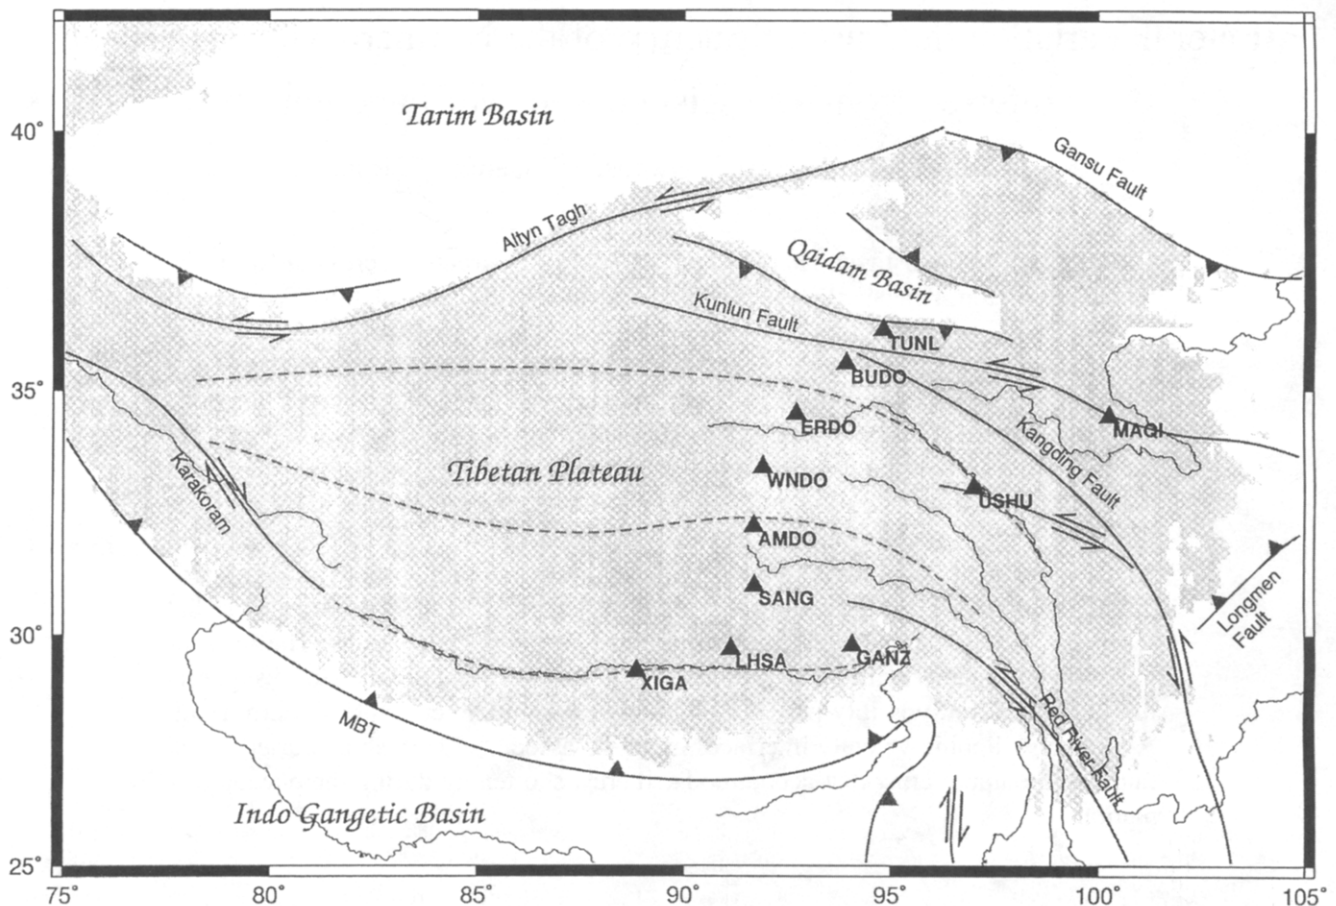 Tarim Basin
40°
Gansu Fault
Altyn Tagh
Qaidam Basin
Kunlun Fault
TUNL
BUDO
35°
ERDO
MAQI
Kangding Fault
Karakoram
Tibetan Plateau
WNDO
USHU
AMDO
SANG
Longmen
Fault
30°
LHSA
GANZ
XIGA
MBT
Red River Fault
Indo Gangetic Basin
25°
75°
80°
85°
90°
95°
100°
105°